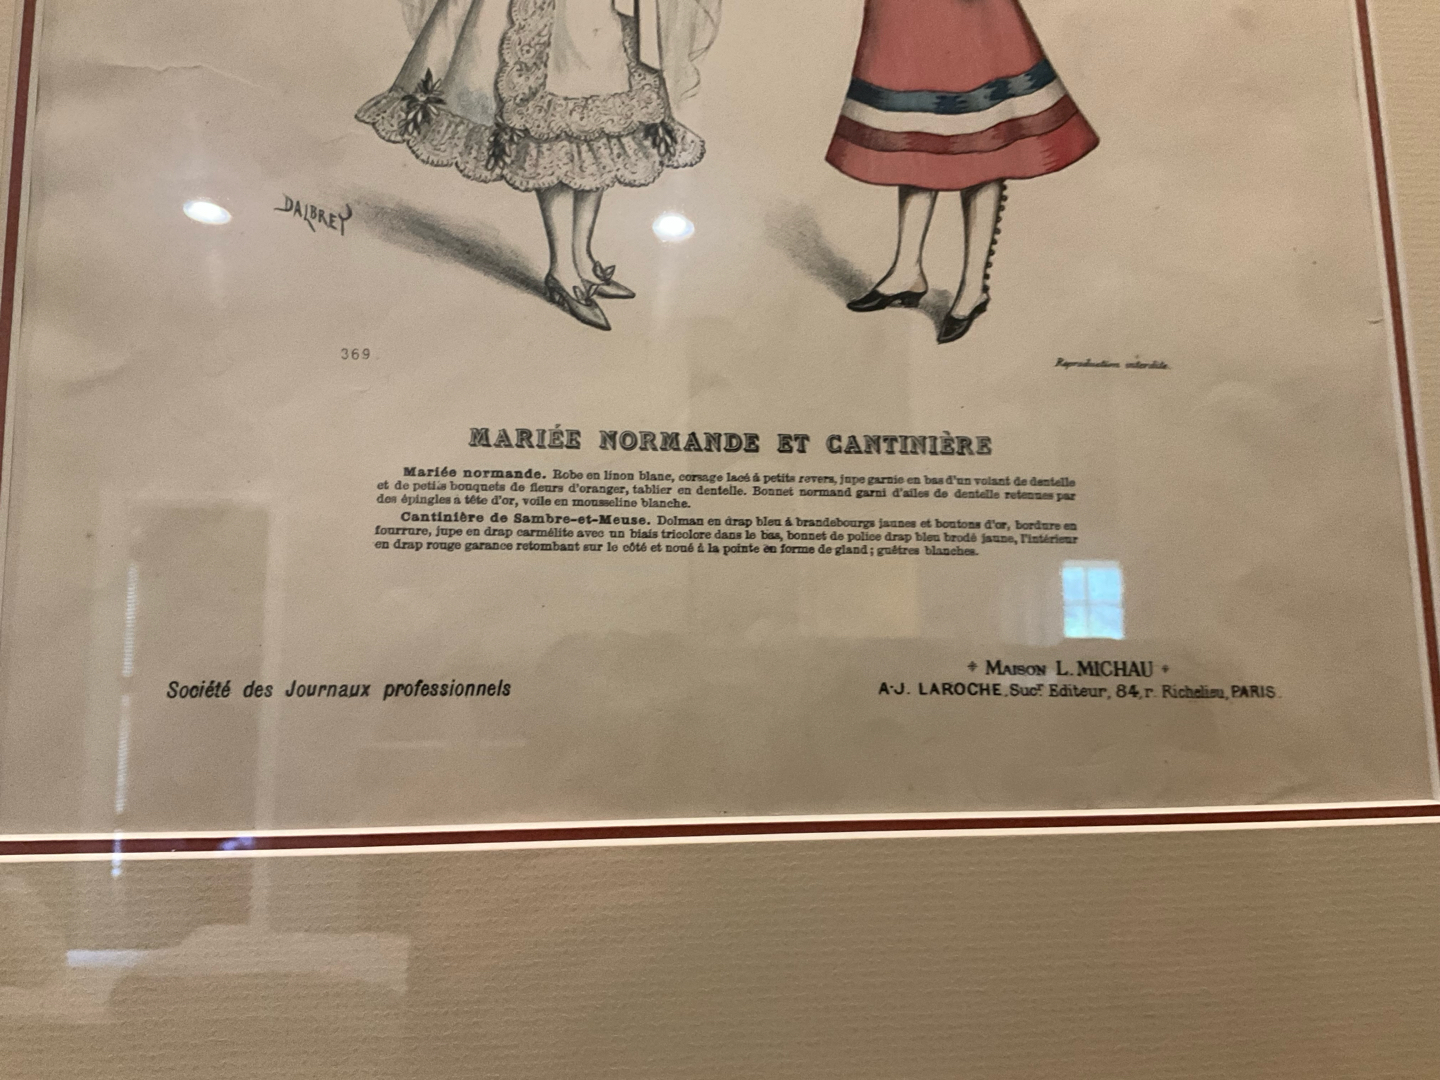 DALBREY
369
Reproduction interdite.
MARIÉE NORMANDE ET CANTINIÈRE
Mariée normande. Robe en linon blanc, corsage lacé à petits revers, jupe garnie en bas d'un volant de dentelle
et de petits bouquets de fleurs d'oranger, tablier en dentelle. Bonnet normand garni d'ailes de dentelle retenues par
des épingles à tête d'or, voile en mousseline blanche.
Cantinière de Sambre-et-Meuse. Dolman en drap bleu à brandebourgs jaunes et boutons d'or, bordure en
fourrure, jupe en drap carmélite avec un biais tricolore dans le bas, bonnet de police drap bleu brodé jaune, l'intérieur
en drap rouge garance retombant sur le côté et noué à la pointe en forme de gland; guêtres blanches.
Société des Journaux professionnels
Maison L. MICHAU
A.J. LAROCHE, Sucr Editeur, 84, r. Richelieu, PARIS.